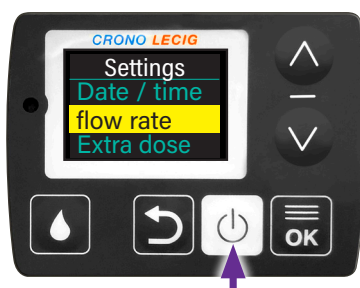 CRONO LECIG
Settings
Date / time
flow rate
Extra dose
OK